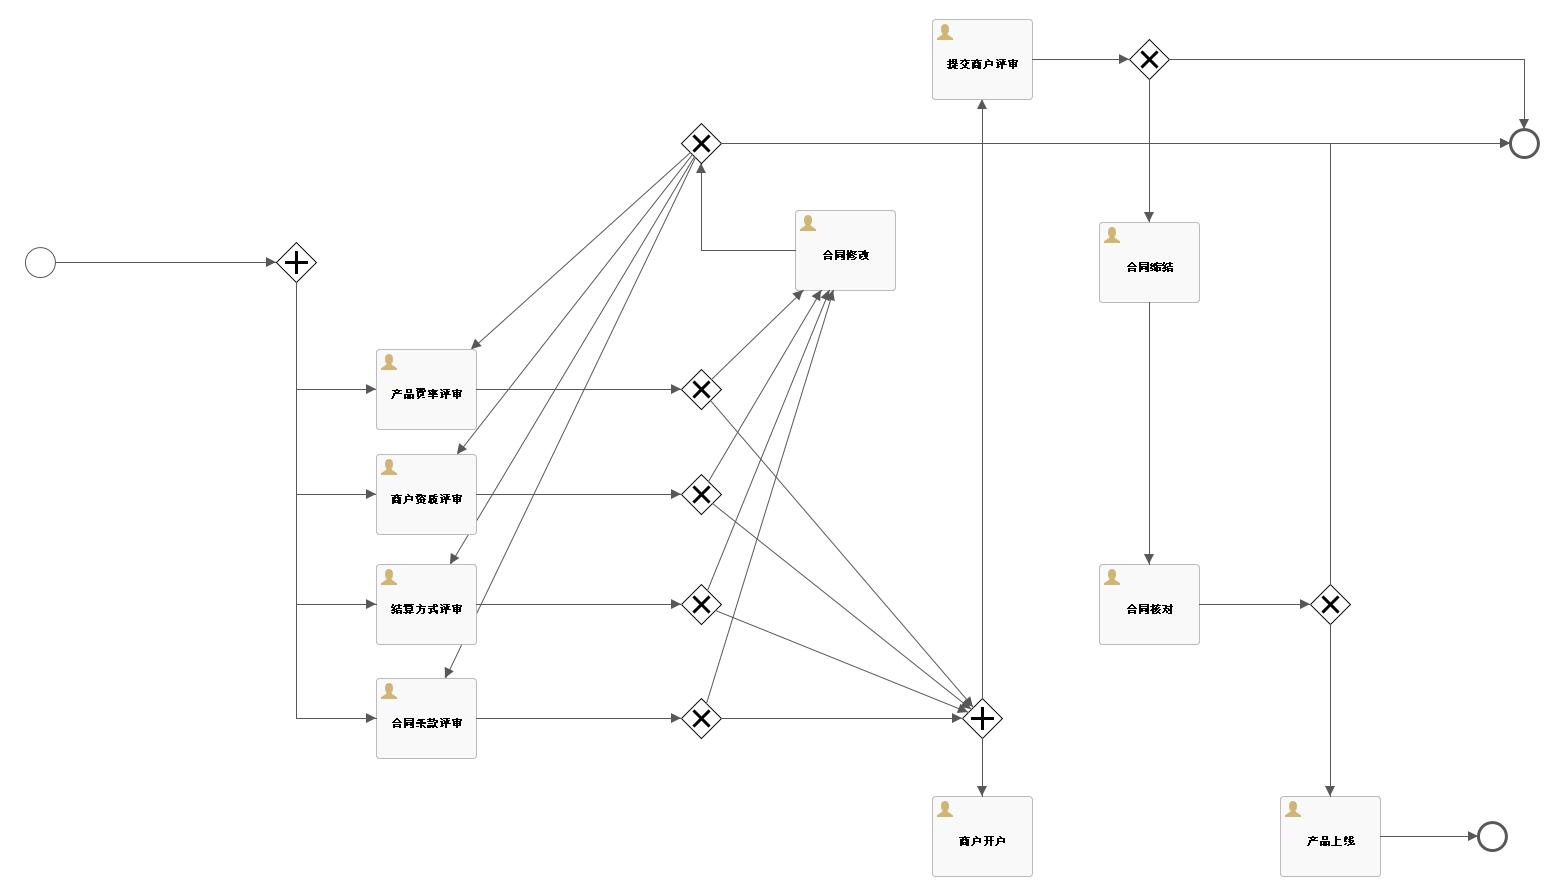 提交商户评审
合同修改
合同缔结
产品费率评审
商户资质评审
结算方式评审
合同核对
合同条款评审
商户开户
产品上线